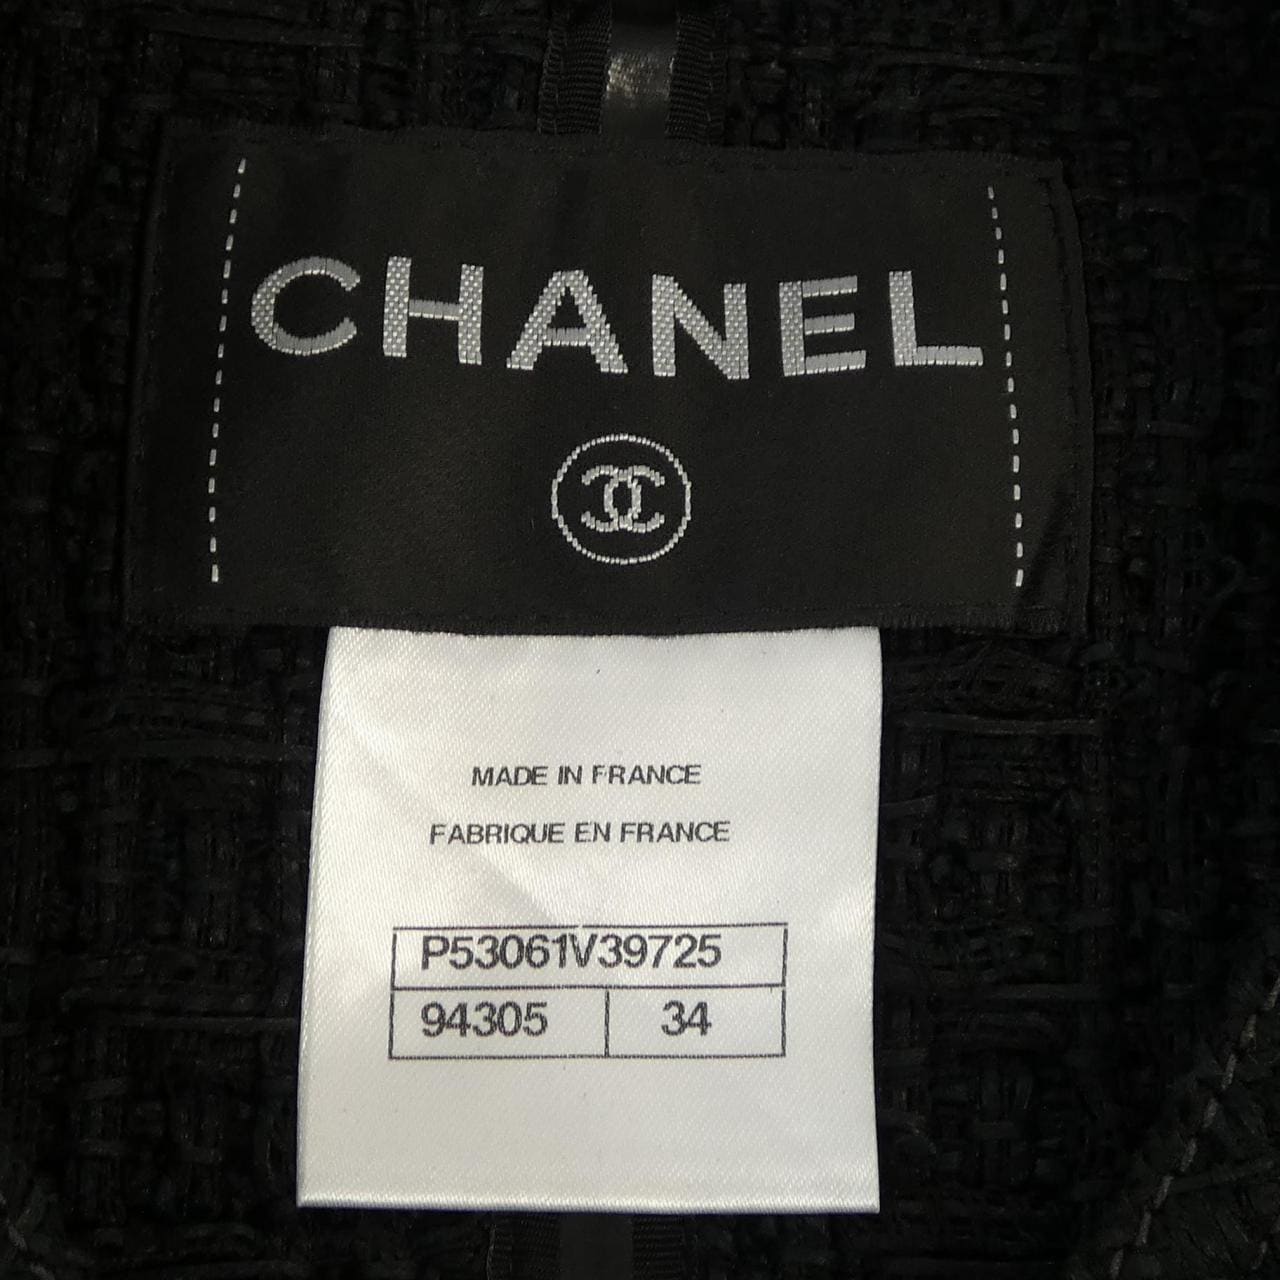 CHANEL
MADE IN FRANCE
FABRIQUE EN FRANCE
P53061V39725
94305 34